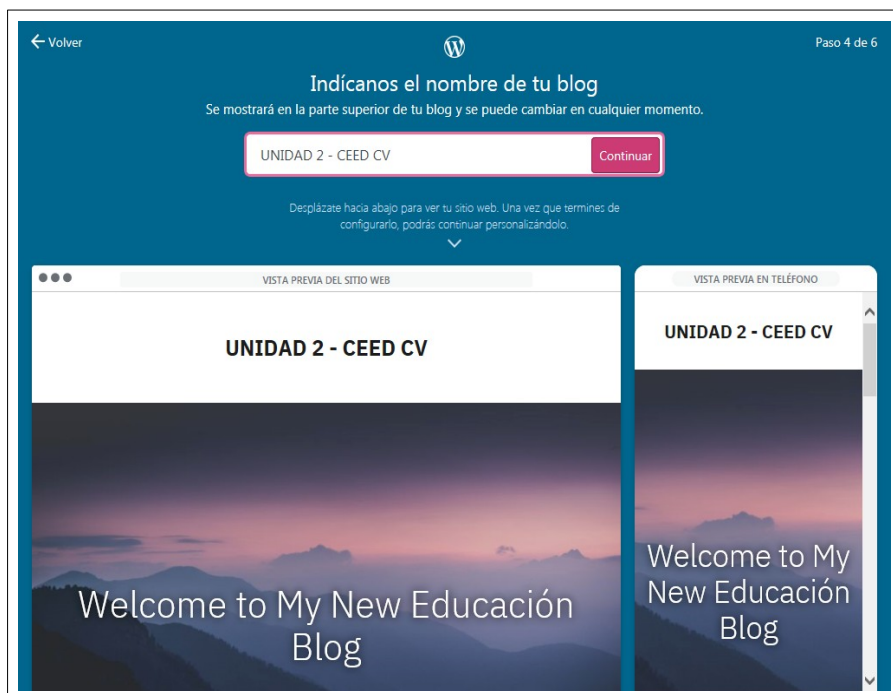 ← Volver
Paso 4 de 6
Indícanos el nombre de tu blog
Se mostrará en la parte superior de tu blog y se puede cambiar en cualquier momento.
UNIDAD 2 - CEED CV
Continuar
Desplázate hacia abajo para ver tu sitio web. Una vez que termines de
configurarlo, podrás continuar personalizándolo.
VISTA PREVIA DEL SITIO WEB
UNIDAD 2 - CEED CV
Welcome to My New Educación
Blog
VISTA PREVIA EN TELÉFONO
UNIDAD 2 - CEED CV
Welcome to My
New Educación
Blog